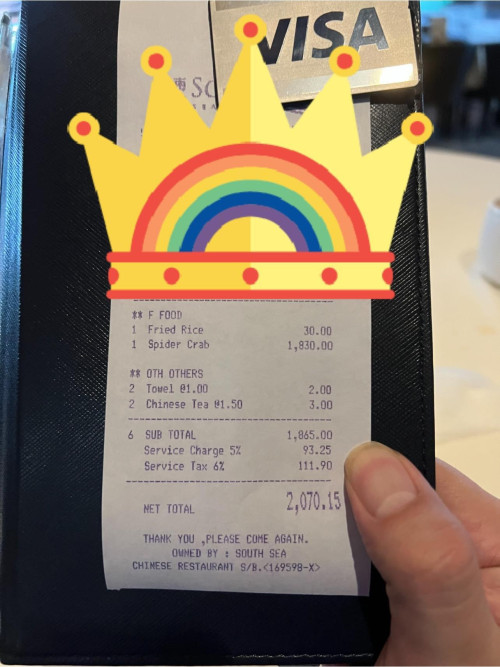 VISA
** F FOOD
1 Fried Rice 30.00
1 Spider Crab 1,830.00
** OTH OTHERS
2 Towel @1.00 2.00
2 Chinese Tea @1.50 3.00
6 SUB TOTAL 1,865.00
Service Charge 5% 93.25
Service Tax 6% 111.90
NET TOTAL 2,070.15
THANK YOU ,PLEASE COME AGAIN.
OWNED BY : SOUTH SEA
CHINESE RESTAURANT S/B.<169598-X>